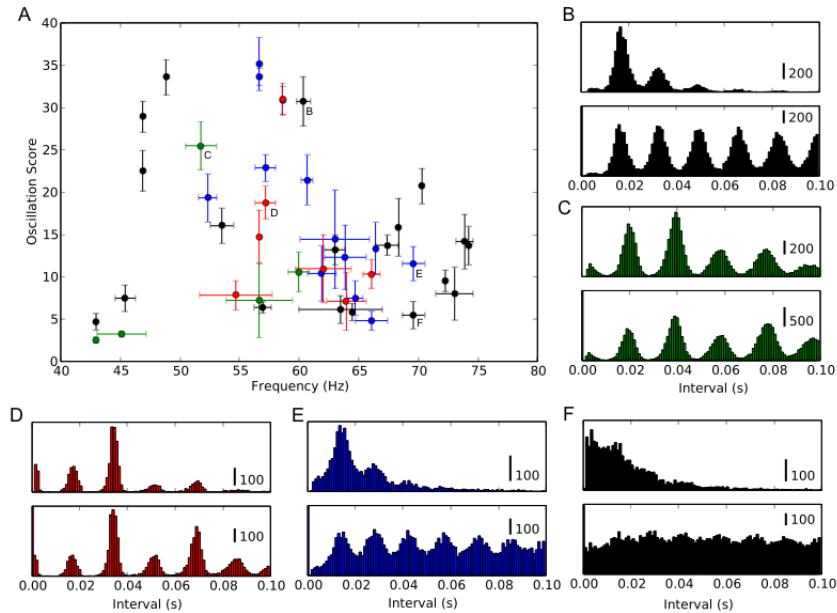 A
40
35
30
25
20
15
10
5
0
Oscillation Score
B
C
D
E
F
40 45 50 55 60 65 70 75 80
Frequency (Hz)
B
200
200
0.00 0.02 0.04 0.06 0.08 0.10
C
200
500
0.00 0.02 0.04 0.06 0.08 0.10
Interval (s)
D
100
100
0.00 0.02 0.04 0.06 0.08 0.10
Interval (s)
E
100
100
0.00 0.02 0.04 0.06 0.08 0.10
Interval (s)
F
100
100
0.00 0.02 0.04 0.06 0.08 0.10
Interval (s)